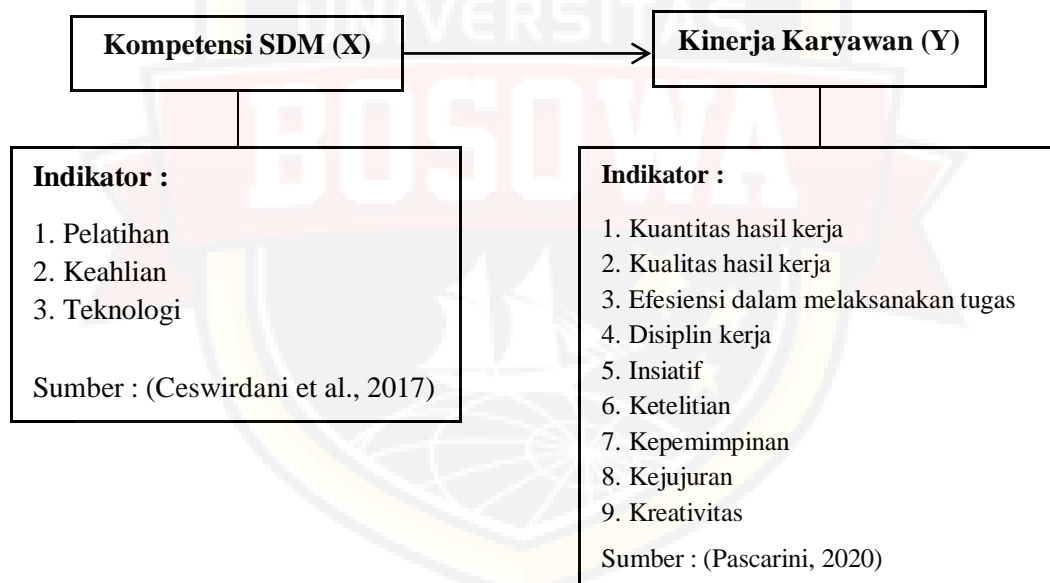 UNIVERSITAS
BOSOWA
Kompetensi SDM (X)
Kinerja Karyawan (Y)
Indikator :
1. Pelatihan
2. Keahlian
3. Teknologi
Sumber : (Ceswirdani et al., 2017)
Indikator :
1. Kuantitas hasil kerja
2. Kualitas hasil kerja
3. Efesiensi dalam melaksanakan tugas
4. Disiplin kerja
5. Insiatif
6. Ketelitian
7. Kepemimpinan
8. Kejujuran
9. Kreativitas
Sumber : (Pascarini, 2020)